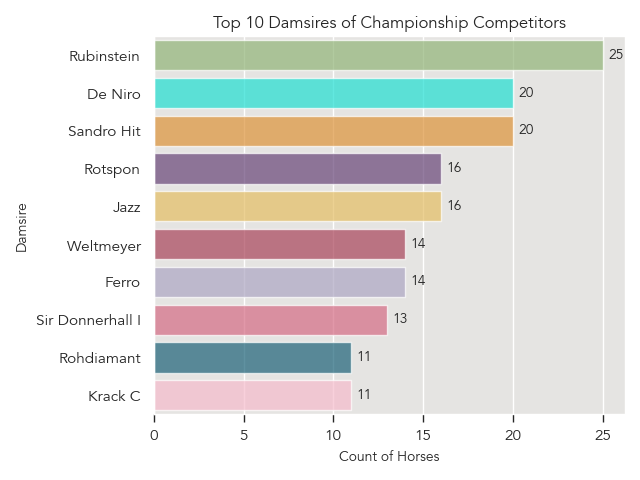 Top 10 Damsires of Championship Competitors
Rubinstein 25
De Niro 20
Sandro Hit 20
Rotspon 16
Jazz 16
Weltmeyer 14
Ferro 14
Sir Donnerhall I 13
Rohdiamant 11
Krack C 11
Damsire
0 5 10 15 20 25
Count of Horses